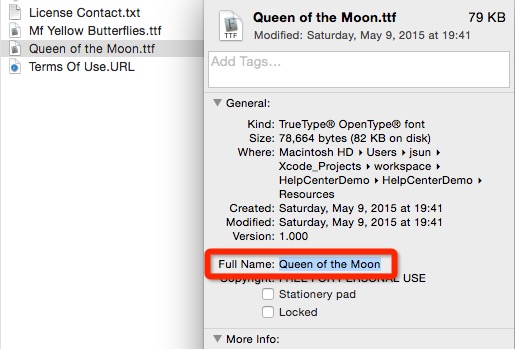 License Contact.txt
Mf Yellow Butterflies.ttf
Queen of the Moon.ttf
Terms Of Use.URL
TTF
Queen of the Moon.ttf 79 KB
Modified: Saturday, May 9, 2015 at 19:41
Add Tags...
General:
Kind: TrueType® OpenType® font
Size: 78,664 bytes (82 KB on disk)
Where: Macintosh HD ▸ Users ▸ jsun ▸
Xcode_Projects ▸ workspace ▸
HelpCenterDemo ▸ HelpCenterDemo ▸
Resources
Created: Saturday, May 9, 2015 at 19:41
Modified: Saturday, May 9, 2015 at 19:41
Version: 1.000
Full Name: Queen of the Moon
Copyright: FREE FOR PERSONAL USE
Stationery pad
Locked
More Info: